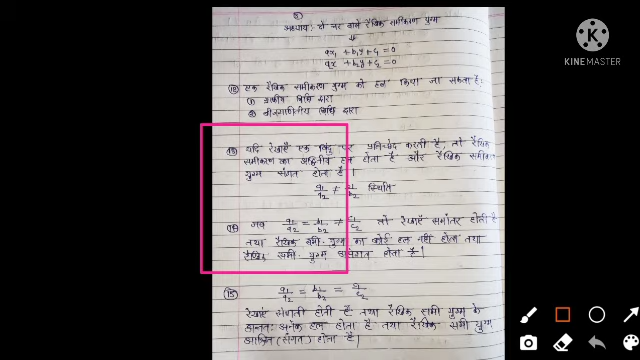 अध्याय: दो चर वाले रैखिक समीकरण युग्म
a₁x + b₁y + c₁ = 0
a₂x + b₂y + c₂ = 0
एक रैखिक समीकरण युग्म को हल किया जा सकता है:
① ग्राफीय विधि द्वारा
② बीजगणितीय विधि द्वारा
यदि रेखाएँ एक बिंदु पर प्रतिच्छेद करती है, तो रैखिक
समीकरण का अद्वितीय हल होता है और रैखिक समीकरण
युग्म संगत होता है।
a₁/a₂ ≠ b₁/b₂ स्थिति
जब a₁/a₂ = b₁/b₂ ≠ c₁/c₂ तो रेखाएँ समांतर होती है
तथा रैखिक समी. युग्म का कोई हल नहीं होता तथा
रैखिक समी. युग्म असंगत होता है।
⑮ a₁/a₂ = b₁/b₂ = c₁/c₂
रेखाएँ संपाती होती है तथा रैखिक समी युग्म के
अनंत: अनेक हल होता है तथा रैखिक समी युग्म
आश्रित (संगत) होता है।
KINEMASTER